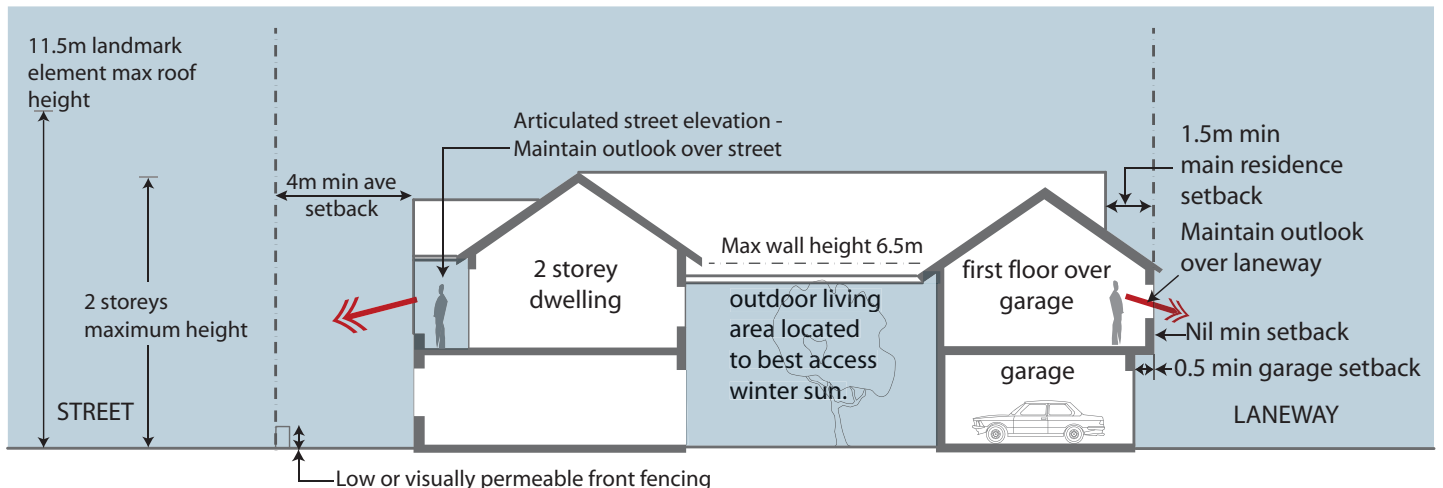 11.5m landmark
element max roof
height
Articulated street elevation -
Maintain outlook over street
4m min ave
setback
1.5m min
main residence
setback
Max wall height 6.5m
Maintain outlook
over laneway
2 storey
dwelling
first floor over
garage
2 storeys
maximum height
outdoor living
area located
to best access
winter sun.
Nil min setback
garage
0.5 min garage setback
STREET
LANEWAY
Low or visually permeable front fencing